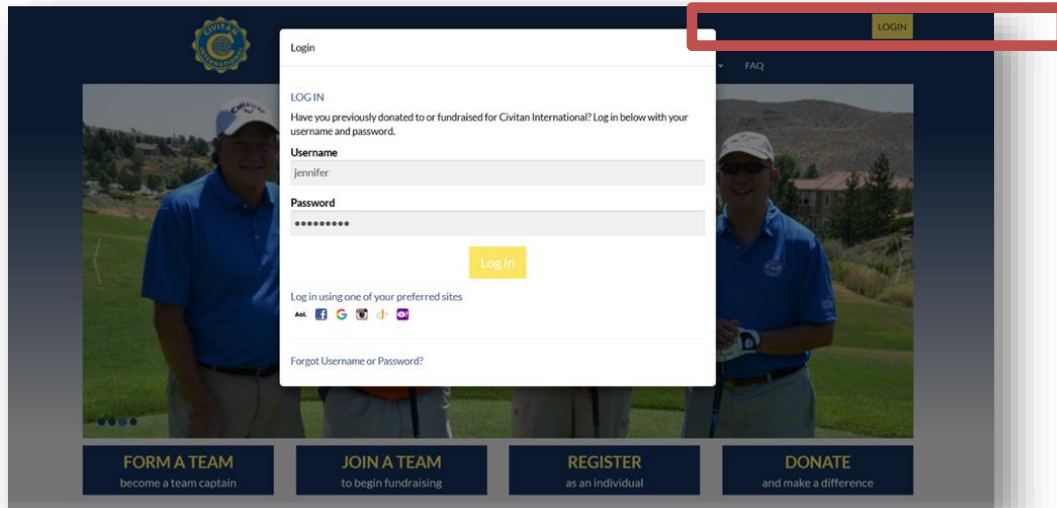 CIVITAN
INTERNATIONAL
LOGIN
FAQ
Login
LOG IN
Have you previously donated to or fundraised for Civitan International? Log in below with your
username and password.
Username
jennifer
Password
•••••••••
Log In
Log in using one of your preferred sites
Aol.
Forgot Username or Password?
FORM A TEAM
become a team captain
JOIN A TEAM
to begin fundraising
REGISTER
as an individual
DONATE
and make a difference